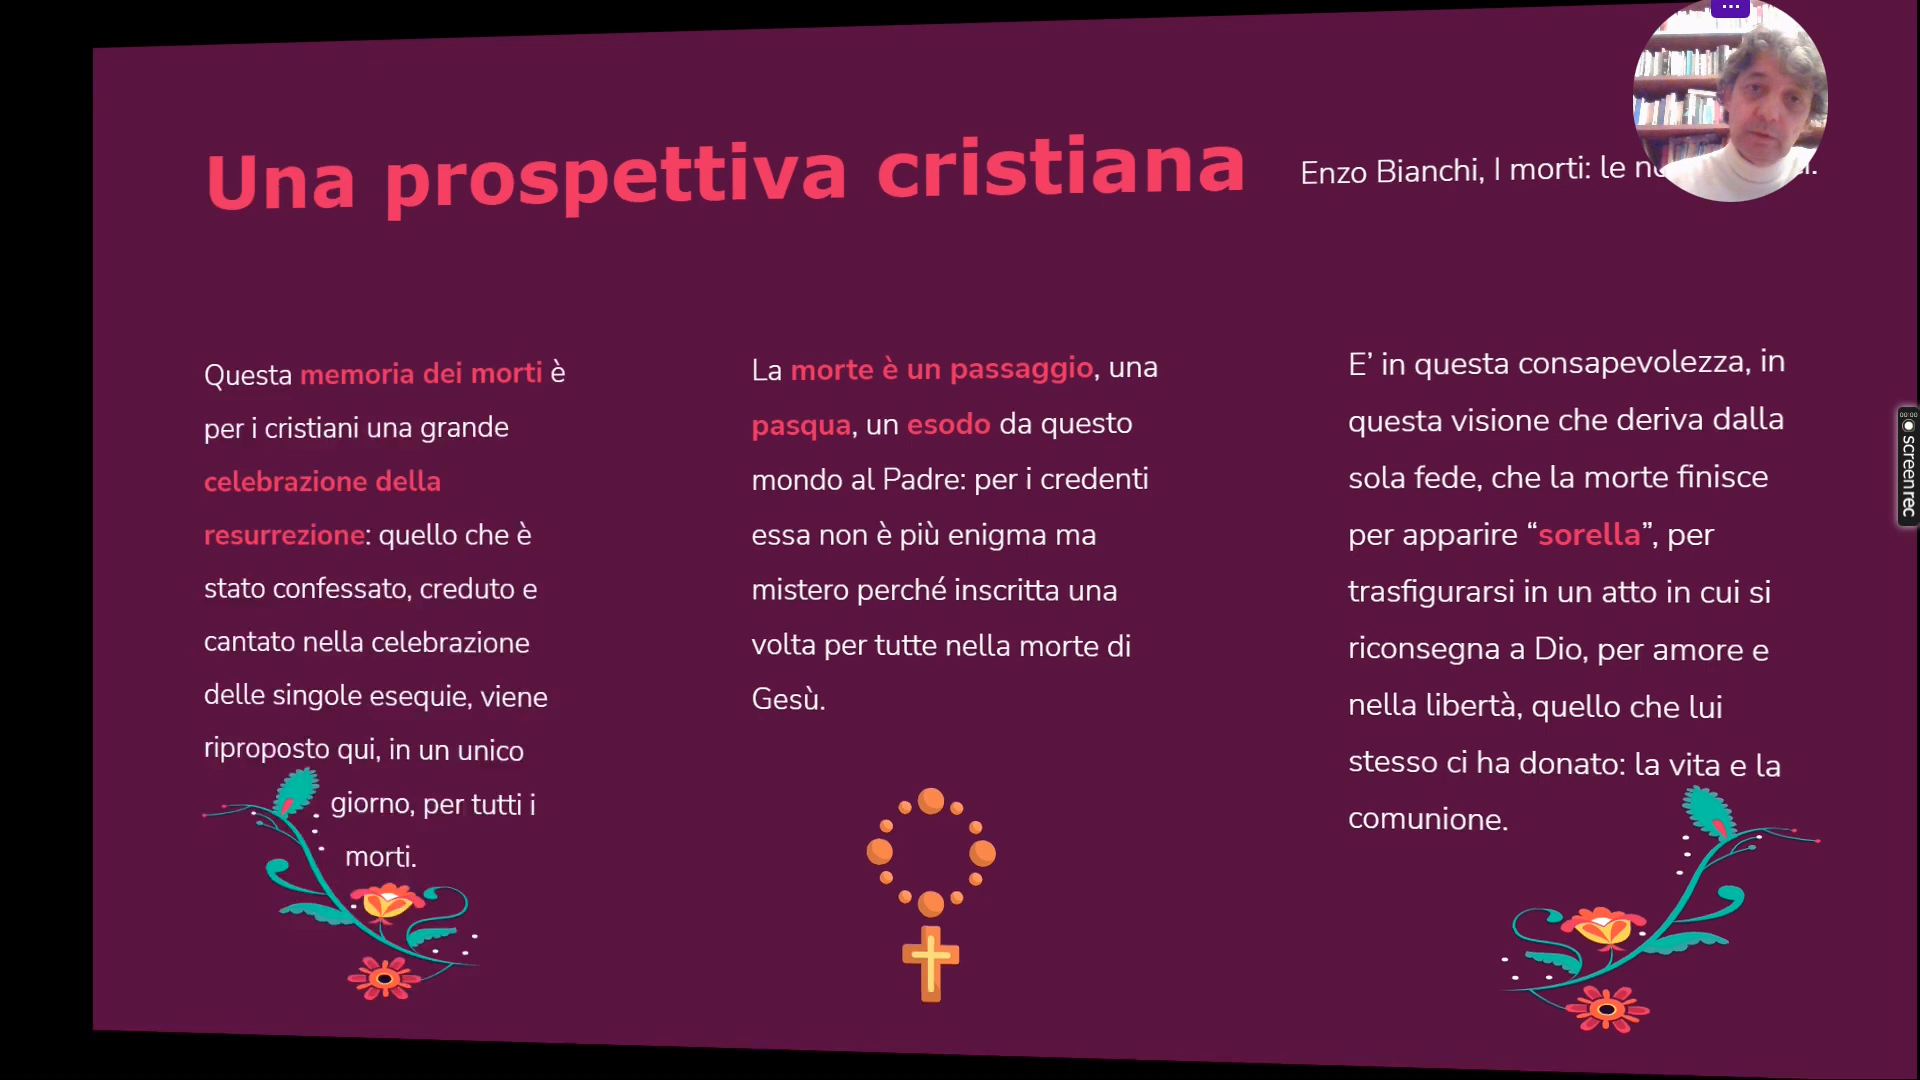 Una prospettiva cristiana
Enzo Bianchi, I morti: le
Questa memoria dei morti è
per i cristiani una grande
celebrazione della
resurrezione: quello che è
stato confessato, creduto e
cantato nella celebrazione
delle singole esequie, viene
riproposto qui, in un unico
giorno, per tutti i
morti.
La morte è un passaggio, una
pasqua, un esodo da questo
mondo al Padre: per i credenti
essa non è più enigma ma
mistero perché inscritta una
volta per tutte nella morte di
Gesù.
E’ in questa consapevolezza, in
questa visione che deriva dalla
sola fede, che la morte finisce
per apparire “sorella”, per
trasfigurarsi in un atto in cui si
riconsegna a Dio, per amore e
nella libertà, quello che lui
stesso ci ha donato: la vita e la
comunione.
00:00
screenrec